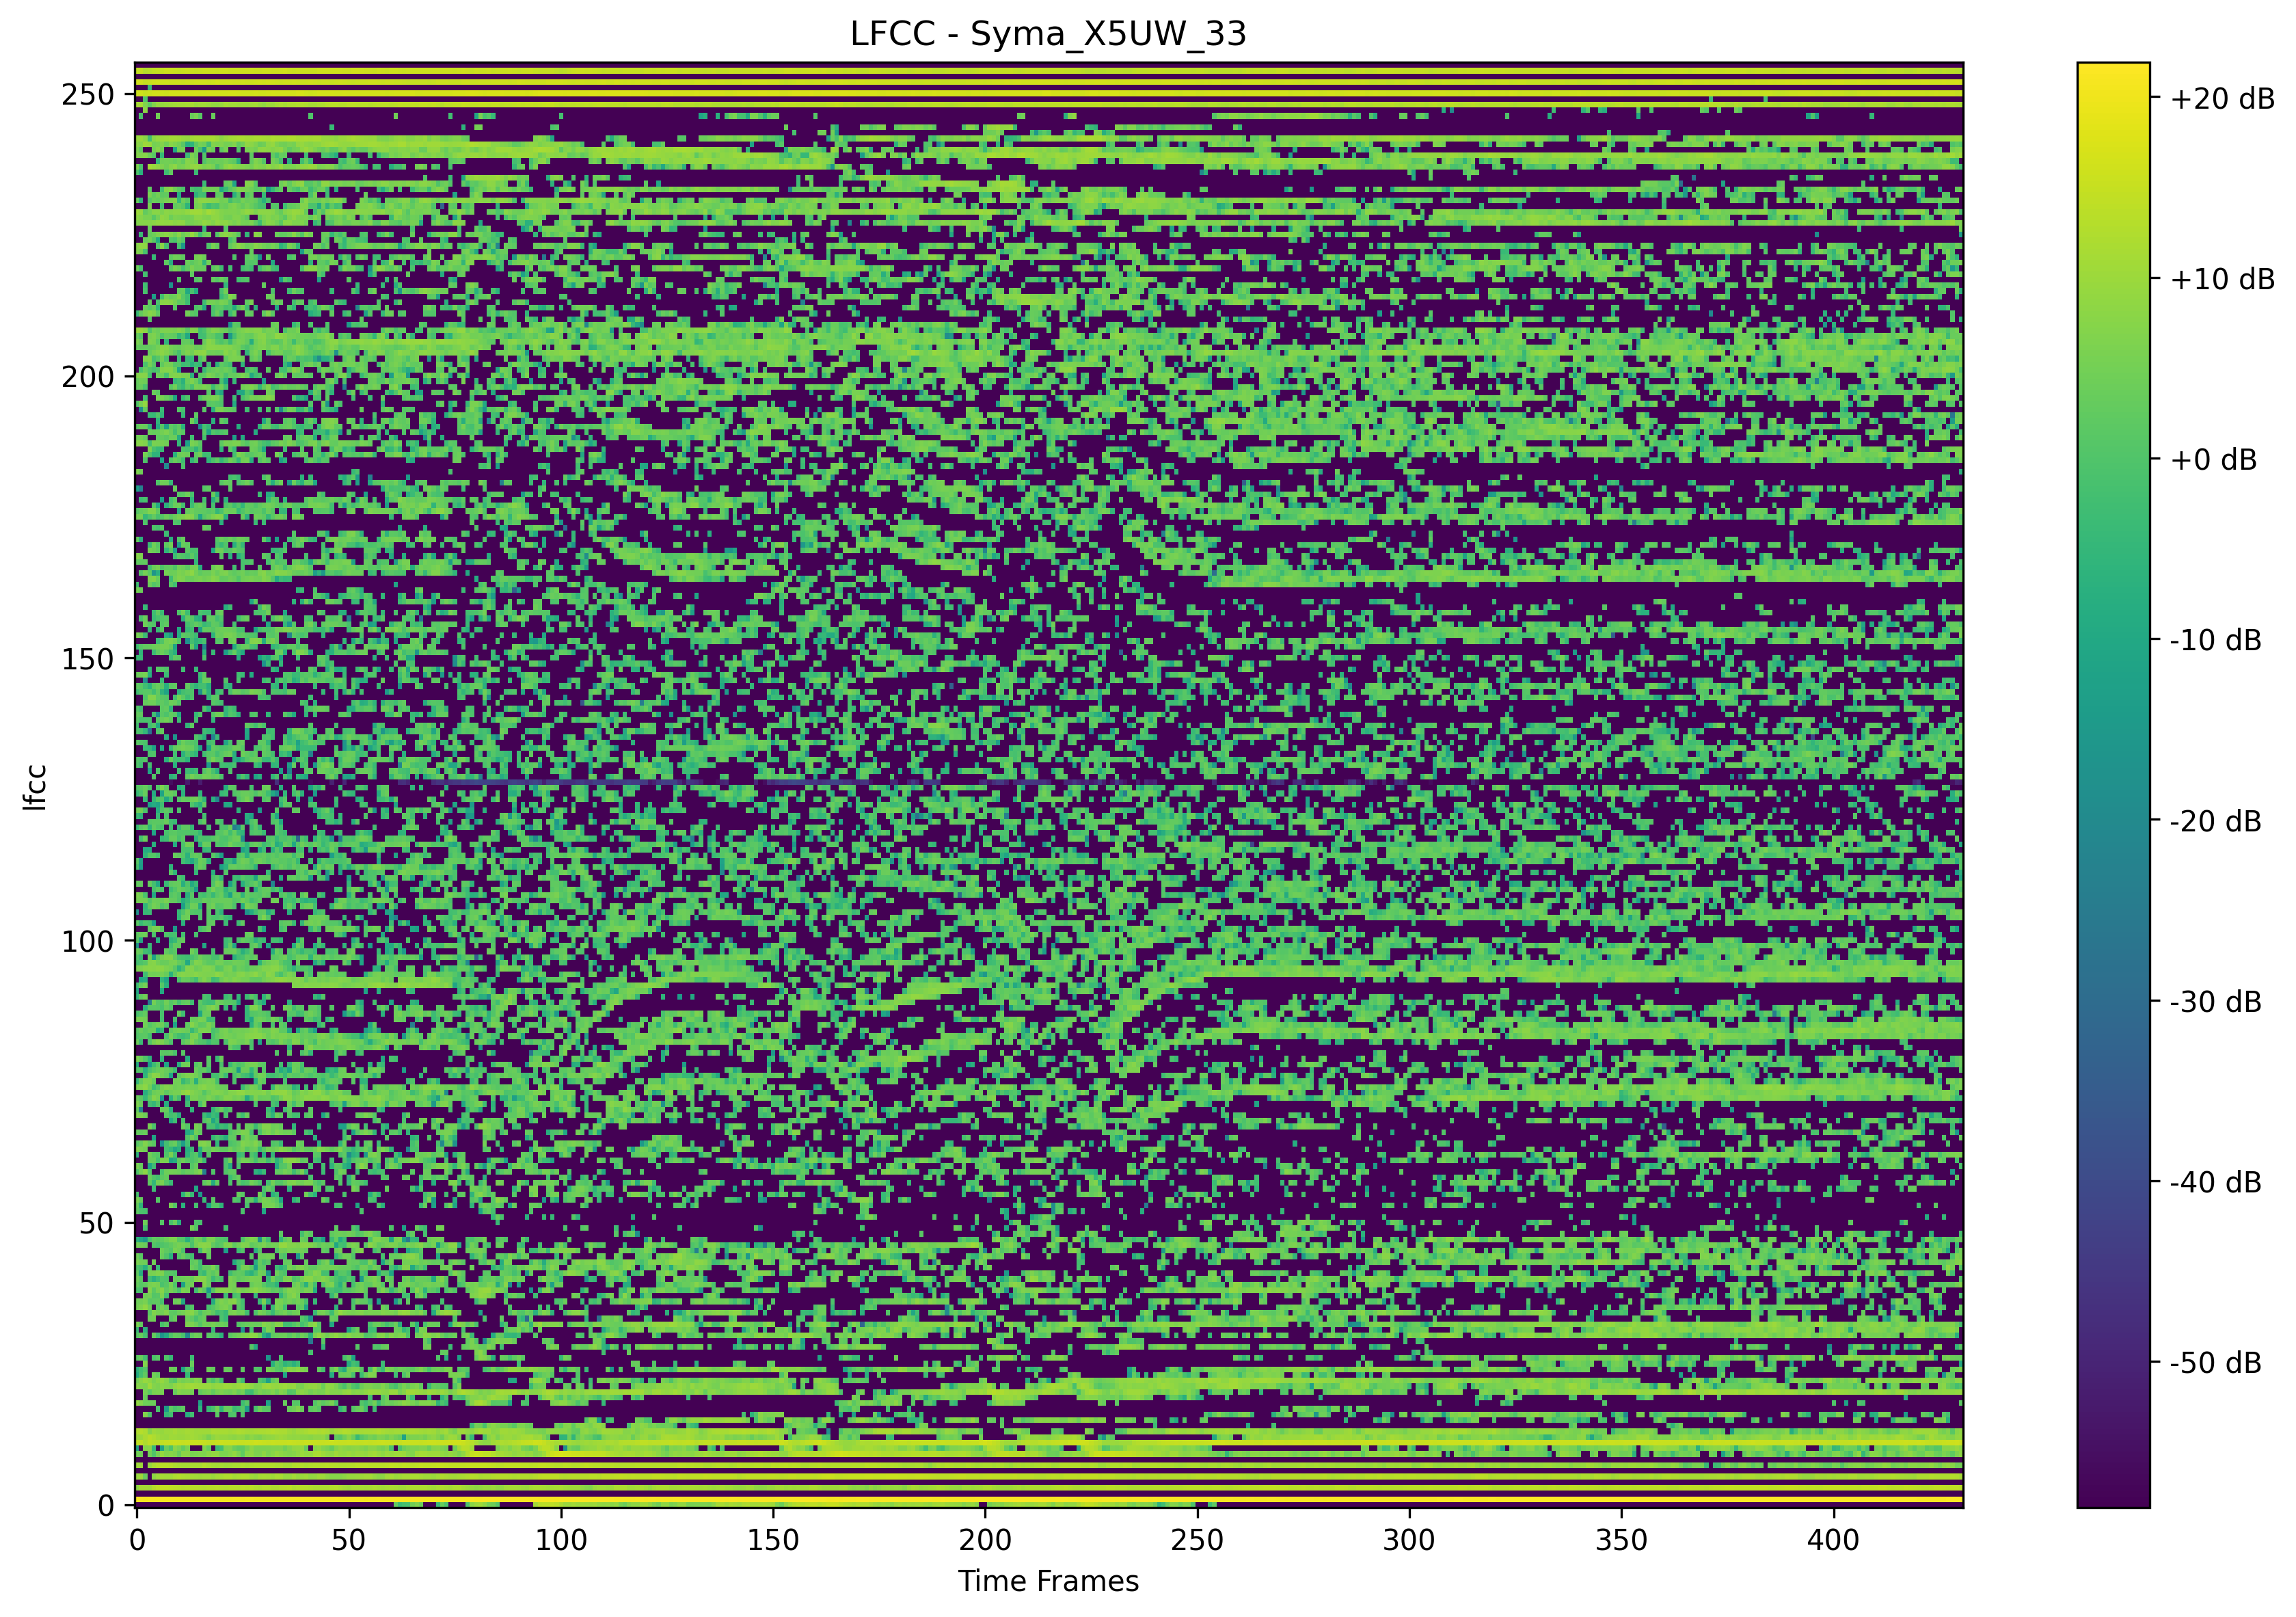 LFCC - Syma_X5UW_33
250
200
150
100
50
0
lfcc
0 50 100 150 200 250 300 350 400
Time Frames
+20 dB
+10 dB
+0 dB
-10 dB
-20 dB
-30 dB
-40 dB
-50 dB